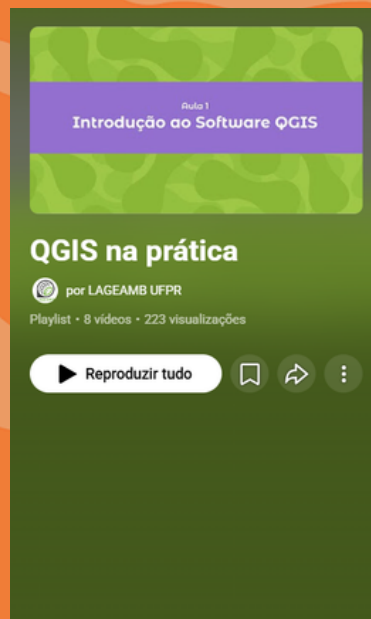 Aula 1
Introdução ao Software QGIS
QGIS na prática
por LAGEAMB UFPR
Playlist • 8 vídeos • 223 visualizações
Reproduzir tudo